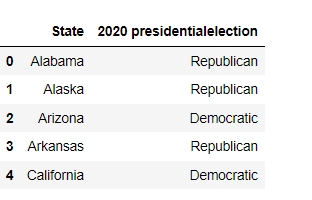 State 2020 presidentialelection
0 Alabama Republican
1 Alaska Republican
2 Arizona Democratic
3 Arkansas Republican
4 California Democratic